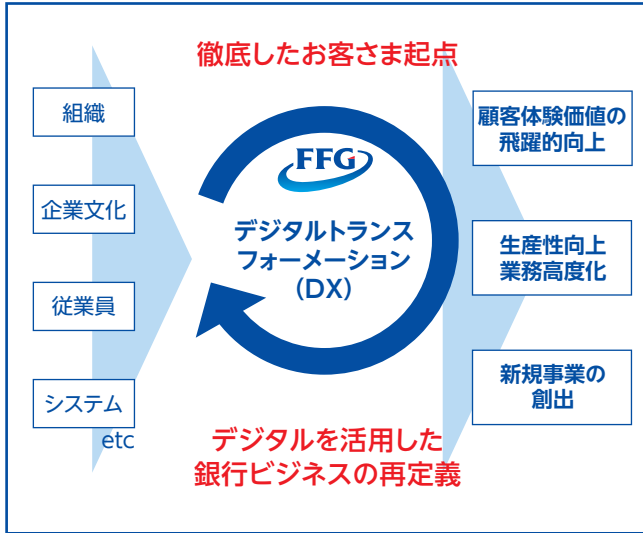 徹底したお客さま起点
組織
企業文化
従業員
システム
etc
FFG
デジタルトランス
フォーメーション
(DX)
デジタルを活用した
銀行ビジネスの再定義
顧客体験価値の
飛躍的向上
生産性向上
業務高度化
新規事業の
創出